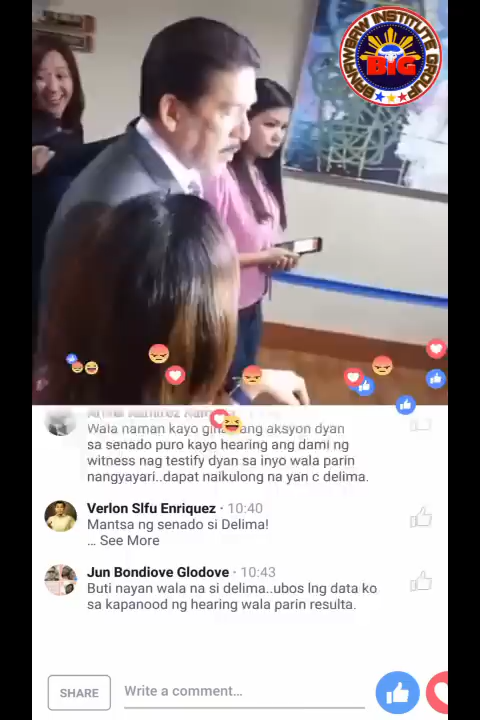 BANAWBAW INSTITUTE GROUP
BIG
Wala naman kayo ang aksyon dyan
sa senado puro kayo hearing ang dami ng
witness nag testify dyan sa inyo wala parin
nangyayari..dapat naikulong na yan c delima.
Verlon Slfu Enriquez · 10:40
Mantsa ng senado si Delima!
... See More
Jun Bondiove Glodove · 10:43
Buti nayan wala na si delima..ubos lng data ko
sa kapanood ng hearing wala parin resulta.
SHARE
Write a comment...